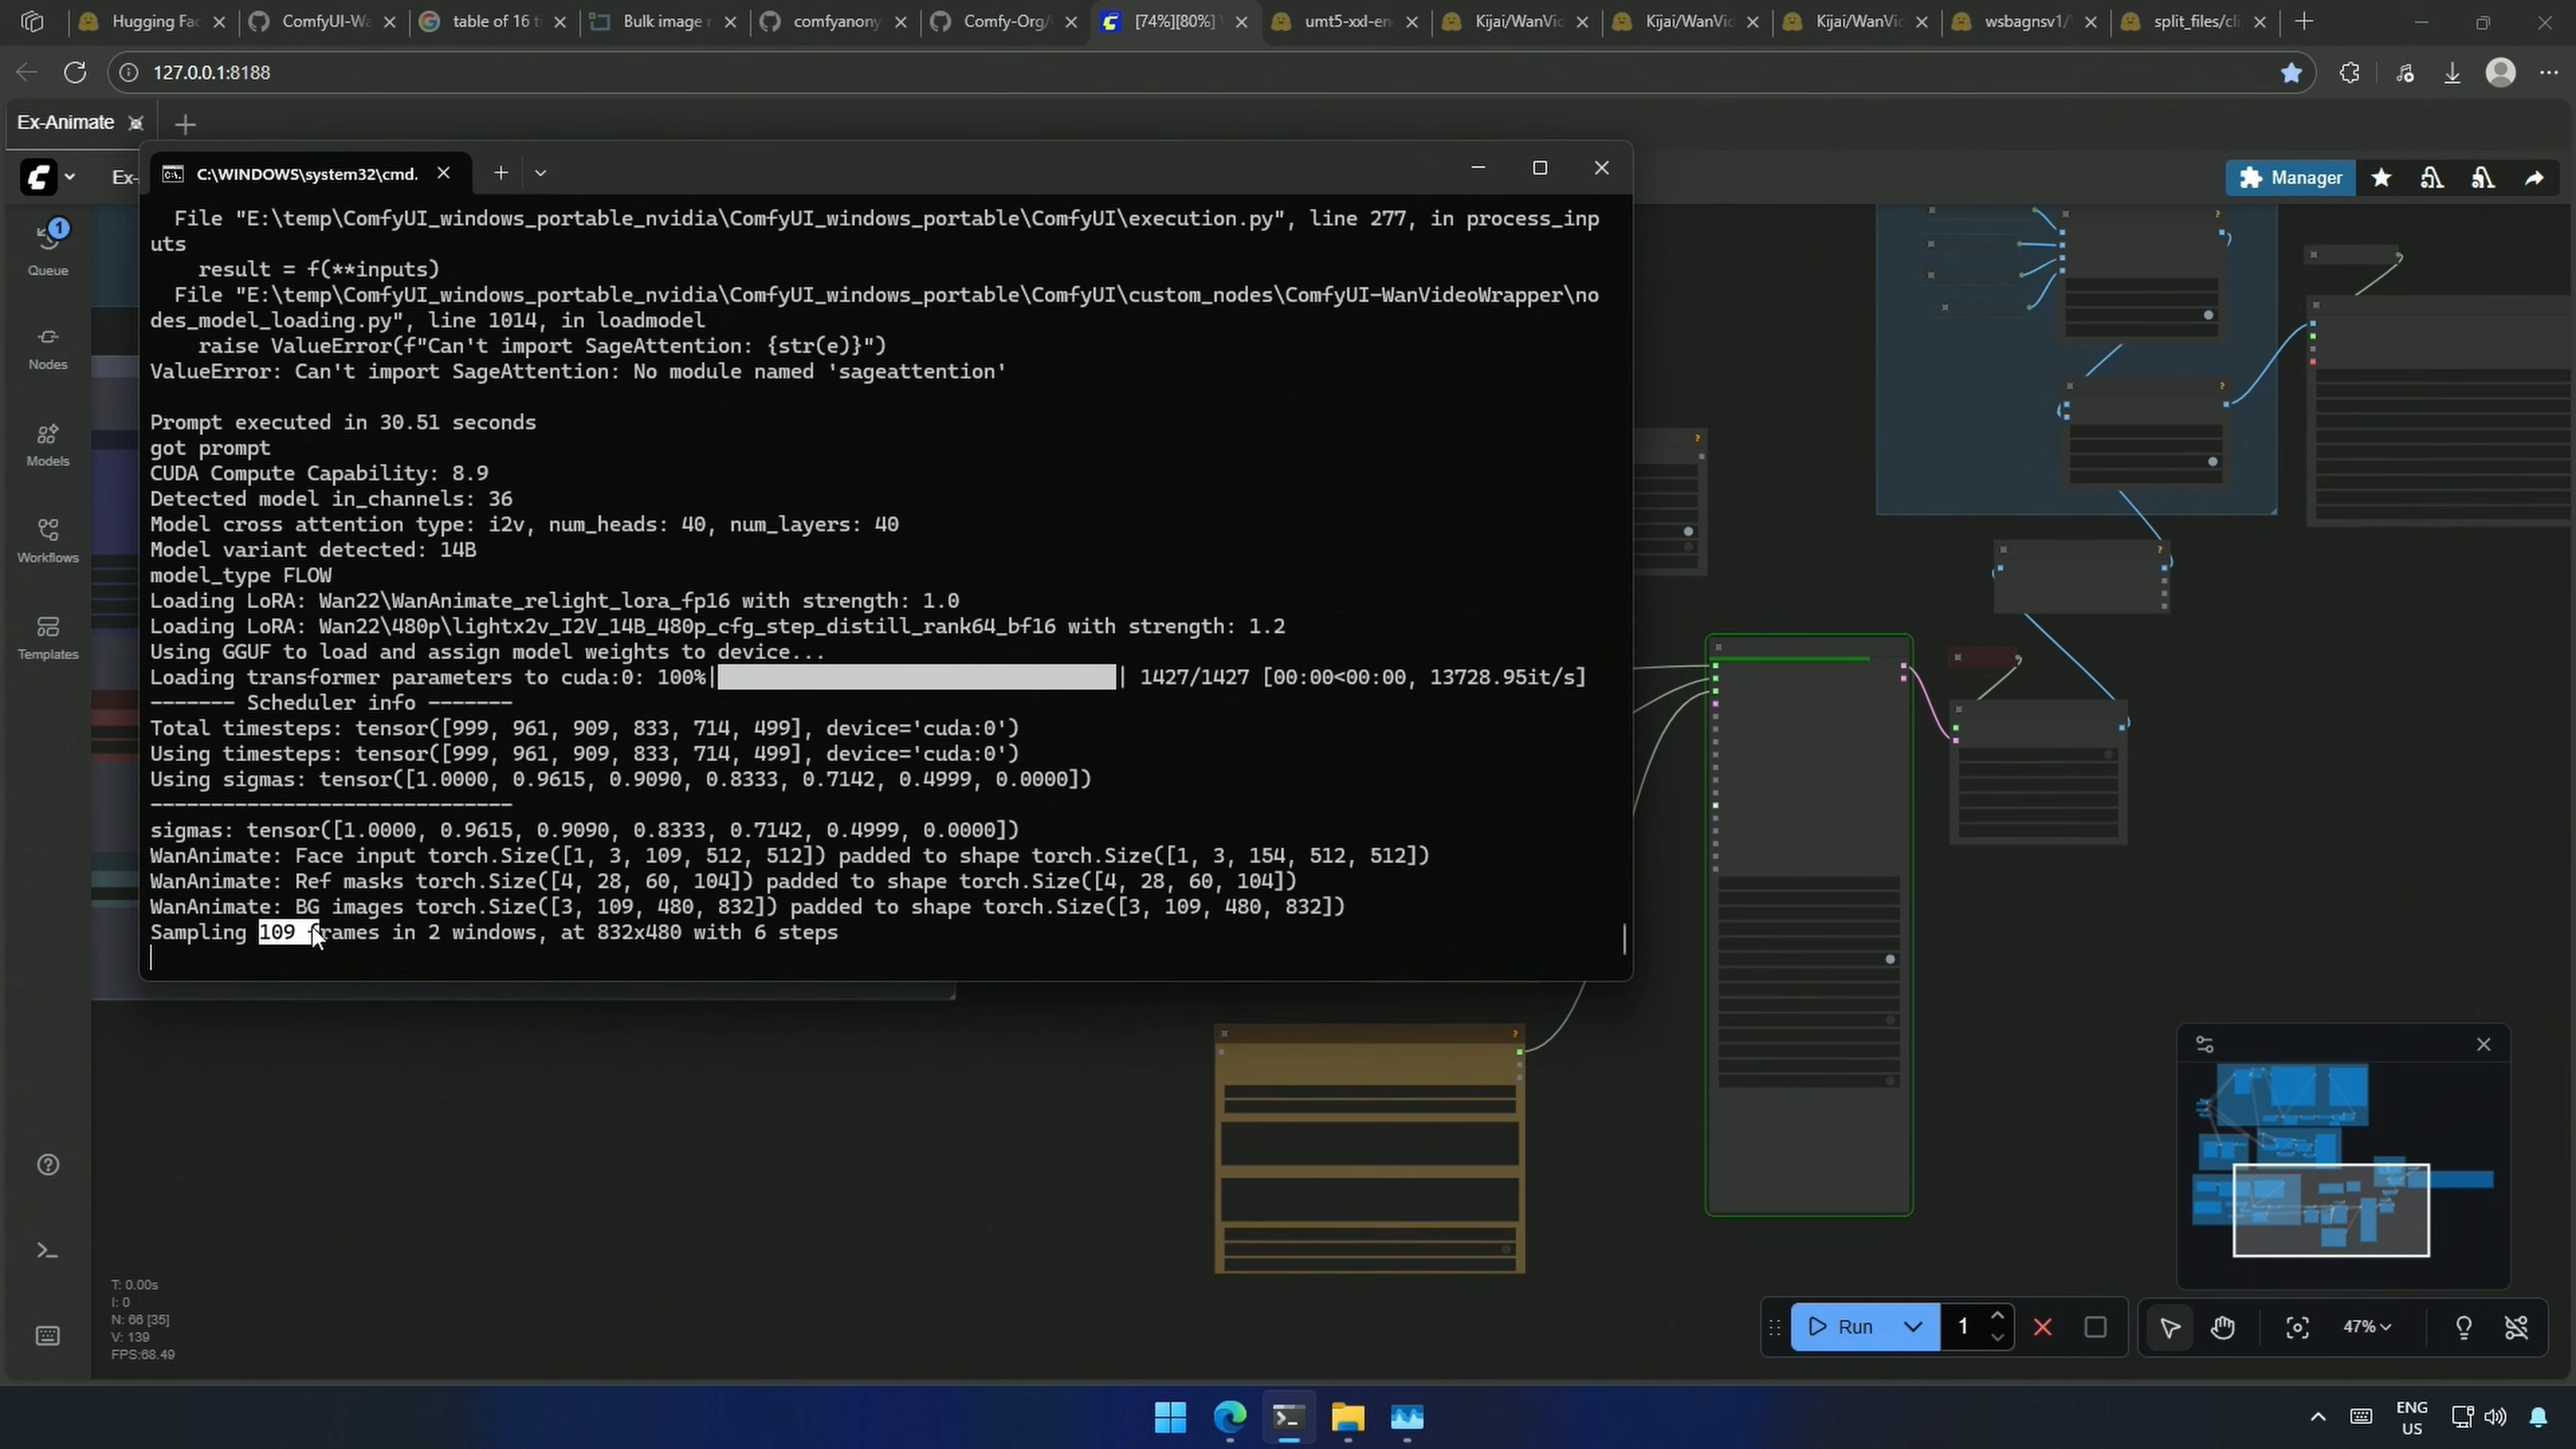 Hugging Fac
ComfyUI-Wa
table of 16 t
Bulk image r
comfyanony
Comfy-Org/
[74%][80%]
umt5-xxl-en
Kijai/WanVid
Kijai/WanVid
Kijai/WanVid
wsbagnsv1/
split_files/cli
127.0.0.1:8188
Ex-Animate
Ex-
C:\WINDOWS\system32\cmd.
Manager
File "E:\temp\ComfyUI_windows_portable_nvidia\ComfyUI_windows_portable\ComfyUI\execution.py", line 277, in process_inp
uts
result = f(**inputs)
File "E:\temp\ComfyUI_windows_portable_nvidia\ComfyUI_windows_portable\ComfyUI\custom_nodes\ComfyUI-WanVideoWrapper\no
des_model_loading.py", line 1014, in loadmodel
raise ValueError(f"Can't import SageAttention: {str(e)}")
ValueError: Can't import SageAttention: No module named 'sageattention'
Prompt executed in 30.51 seconds
got prompt
CUDA Compute Capability: 8.9
Detected model in_channels: 36
Model cross attention type: i2v, num_heads: 40, num_layers: 40
Model variant detected: 14B
model_type FLOW
Loading LoRA: Wan22\WanAnimate_relight_lora_fp16 with strength: 1.0
Loading LoRA: Wan22\480p\lightx2v_I2V_14B_480p_cfg_step_distill_rank64_bf16 with strength: 1.2
Using GGUF to load and assign model weights to device...
Loading transformer parameters to cuda:0: 100%| | 1427/1427 [00:00<00:00, 13728.95it/s]
------- Scheduler info -------
Total timesteps: tensor([999, 961, 909, 833, 714, 499], device='cuda:0')
Using timesteps: tensor([999, 961, 909, 833, 714, 499], device='cuda:0')
Using sigmas: tensor([1.0000, 0.9615, 0.9090, 0.8333, 0.7142, 0.4999, 0.0000])
------------------------------
sigmas: tensor([1.0000, 0.9615, 0.9090, 0.8333, 0.7142, 0.4999, 0.0000])
WanAnimate: Face input torch.Size([1, 3, 109, 512, 512]) padded to shape torch.Size([1, 3, 154, 512, 512])
WanAnimate: Ref masks torch.Size([4, 28, 60, 104]) padded to shape torch.Size([4, 28, 60, 104])
WanAnimate: BG images torch.Size([3, 109, 480, 832]) padded to shape torch.Size([3, 109, 480, 832])
Sampling 109 frames in 2 windows, at 832x480 with 6 steps
1
Queue
Nodes
Models
Workflows
Templates
T: 0.00s
I: 0
N: 66 [35]
V: 139
FPS:68.49
Run
1
47%
ENG
US